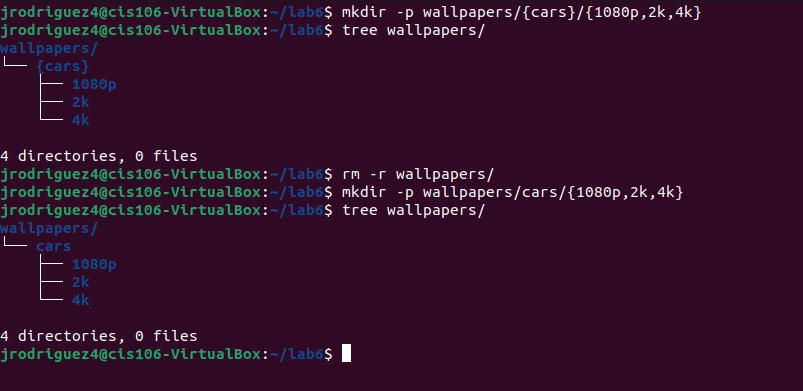 jrodriguez4@cis106-VirtualBox:~/lab6$ mkdir -p wallpapers/{cars}/{1080p,2k,4k}
jrodriguez4@cis106-VirtualBox:~/lab6$ tree wallpapers/
wallpapers/
└── {cars}
    ├── 1080p
    ├── 2k
    └── 4k

4 directories, 0 files
jrodriguez4@cis106-VirtualBox:~/lab6$ rm -r wallpapers/
jrodriguez4@cis106-VirtualBox:~/lab6$ mkdir -p wallpapers/cars/{1080p,2k,4k}
jrodriguez4@cis106-VirtualBox:~/lab6$ tree wallpapers/
wallpapers/
└── cars
    ├── 1080p
    ├── 2k
    └── 4k

4 directories, 0 files
jrodriguez4@cis106-VirtualBox:~/lab6$